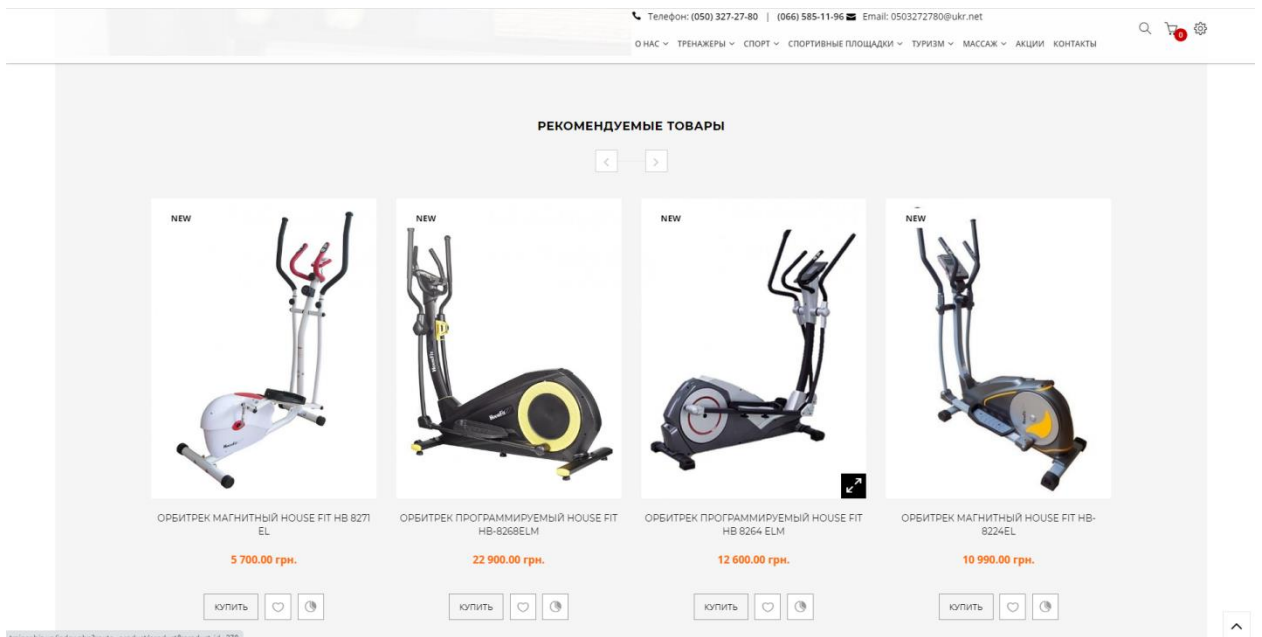 Телефон: (050) 327-27-80 | (066) 585-11-96 Email: 0503272780@ukr.net
О НАС ТРЕНАЖЕРЫ СПОРТ СПОРТИВНЫЕ ПЛОЩАДКИ ТУРИЗМ МАССАЖ АКЦИИ КОНТАКТЫ
0
РЕКОМЕНДУЕМЫЕ ТОВАРЫ
NEW
NEW
NEW
NEW
ОРБИТРЕК МАГНИТНЫЙ HOUSE FIT HB 8271
EL
5 700.00 грн.
КУПИТЬ
ОРБИТРЕК ПРОГРАММИРУЕМЫЙ HOUSE FIT
HB-8268ELM
22 900.00 грн.
КУПИТЬ
ОРБИТРЕК ПРОГРАММИРУЕМЫЙ HOUSE FIT
HB 8264 ELM
12 600.00 грн.
КУПИТЬ
ОРБИТРЕК МАГНИТНЫЙ HOUSE FIT HB-
8224EL
10 990.00 грн.
КУПИТЬ